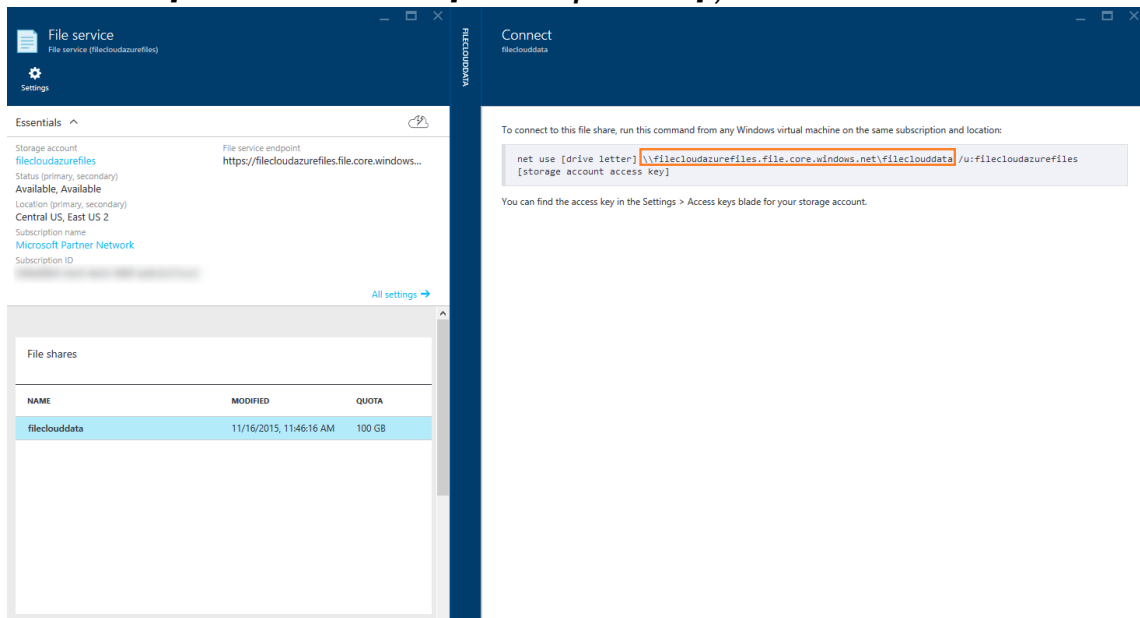 File service
File service (filecloudazurefiles)
Settings
Essentials
Storage account
filecloudazurefiles
Status (primary, secondary)
Available, Available
Location (primary, secondary)
Central US, East US 2
Subscription name
Microsoft Partner Network
Subscription ID
File service endpoint
https://filecloudazurefiles.file.core.windows...
All settings
File shares
NAME MODIFIED QUOTA
fileclouddata 11/16/2015, 11:46:16 AM 100 GB
FILECLOUDDATA
Connect
fileclouddata
To connect to this file share, run this command from any Windows virtual machine on the same subscription and location:
net use [drive letter] \\filecloudazurefiles.file.core.windows.net\fileclouddata /u:filecloudazurefiles
[storage account access key]
You can find the access key in the Settings > Access keys blade for your storage account.